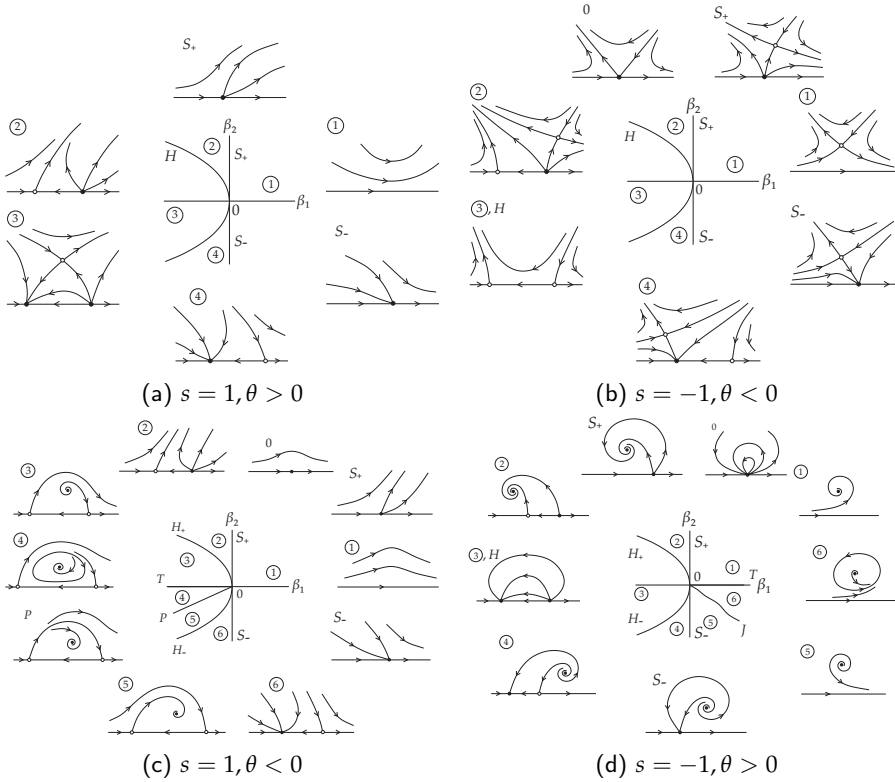 S₊
②
①
β₂
②
H
S₊
①
β₁
③
0
S₋
④
③
S₋
④
(a) s = 1, θ > 0
0
S₊
②
①
β₂
H
②
S₊
①
β₁
③
0
④
S₋
③, H
S₋
④
(b) s = −1, θ < 0
②
0
③
S₊
β₂
H₊
②
S₊
④
③
①
T
①
β₁
④
0
P
P
⑤
⑥
S₋
H₋
S₋
⑤
⑥
(c) s = 1, θ < 0
S₊
0
②
①
β₂
H₊
②
S₊
⑥
③, H
①
0
T
β₁
③
⑥
⑤
H₋
④
S₋
J
④
⑤
S₋
(d) s = −1, θ > 0